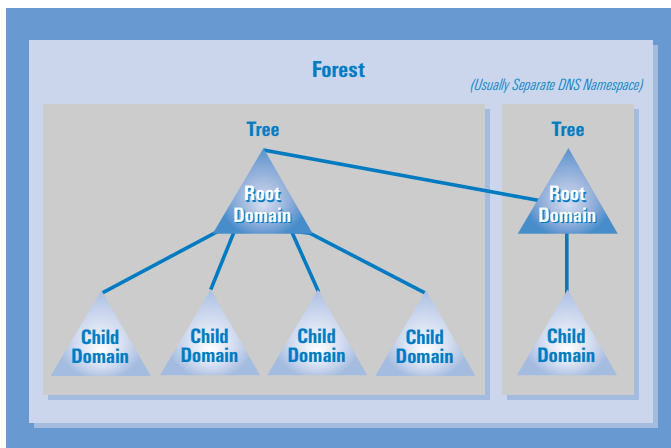 Forest
(Usually Separate DNS Namespace)
Tree
Tree
Root
Domain
Root
Domain
Child
Domain
Child
Domain
Child
Domain
Child
Domain
Child
Domain